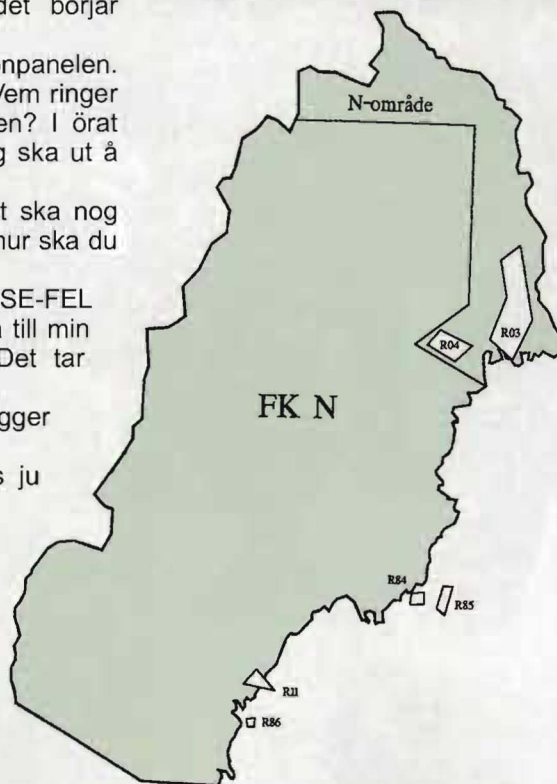 det börjar
onpanelen.
Vem ringer
en? I örat
g ska ut å
t ska nog
hur ska du
SE-FEL
till min
Det tar
gger
s ju
N-område
R03
R04
FK N
R84
R85
R11
R86